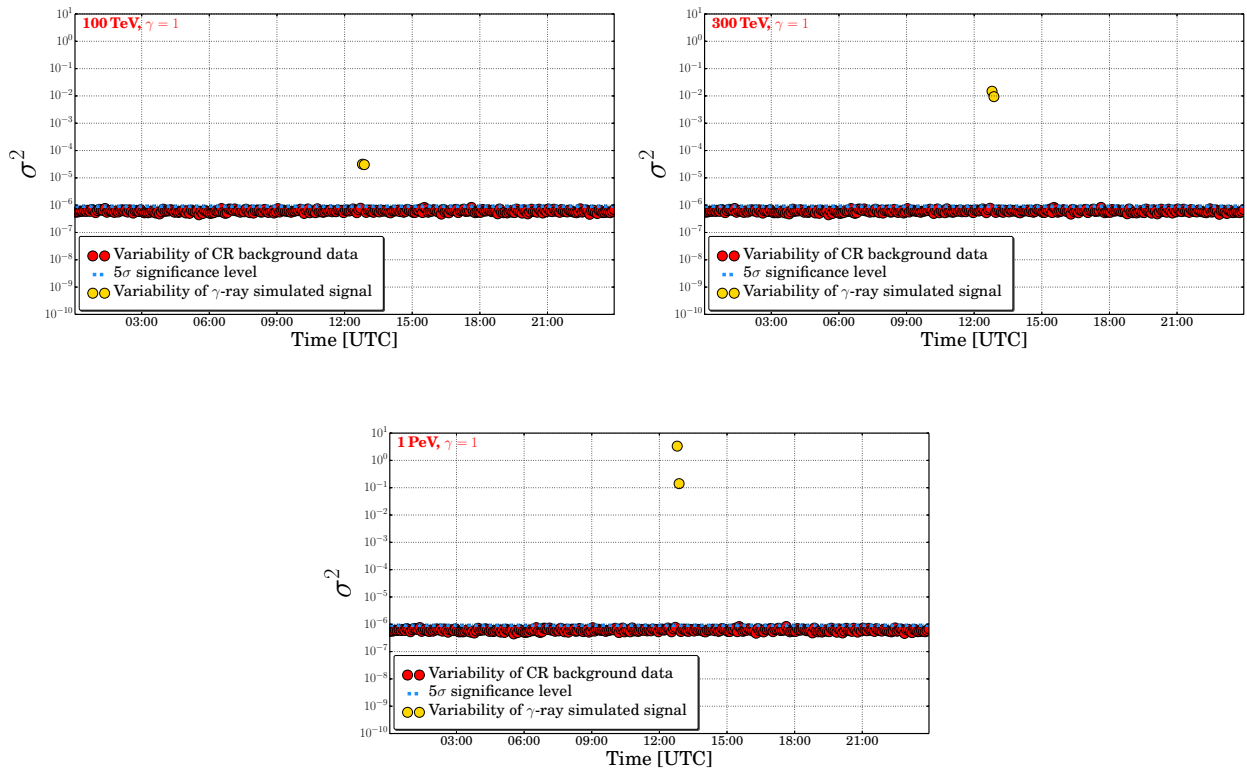 100 TeV, γ = 1
10^1
10^0
10^-1
10^-2
10^-3
10^-4
10^-5
10^-6
10^-7
10^-8
10^-9
10^-10
σ^2
Variability of CR background data
5σ significance level
Variability of γ-ray simulated signal
03:00 06:00 09:00 12:00 15:00 18:00 21:00
Time [UTC]
300 TeV, γ = 1
10^1
10^0
10^-1
10^-2
10^-3
10^-4
10^-5
10^-6
10^-7
10^-8
10^-9
10^-10
σ^2
Variability of CR background data
5σ significance level
Variability of γ-ray simulated signal
03:00 06:00 09:00 12:00 15:00 18:00 21:00
Time [UTC]
1 PeV, γ = 1
10^1
10^0
10^-1
10^-2
10^-3
10^-4
10^-5
10^-6
10^-7
10^-8
10^-9
10^-10
σ^2
Variability of CR background data
5σ significance level
Variability of γ-ray simulated signal
03:00 06:00 09:00 12:00 15:00 18:00 21:00
Time [UTC]